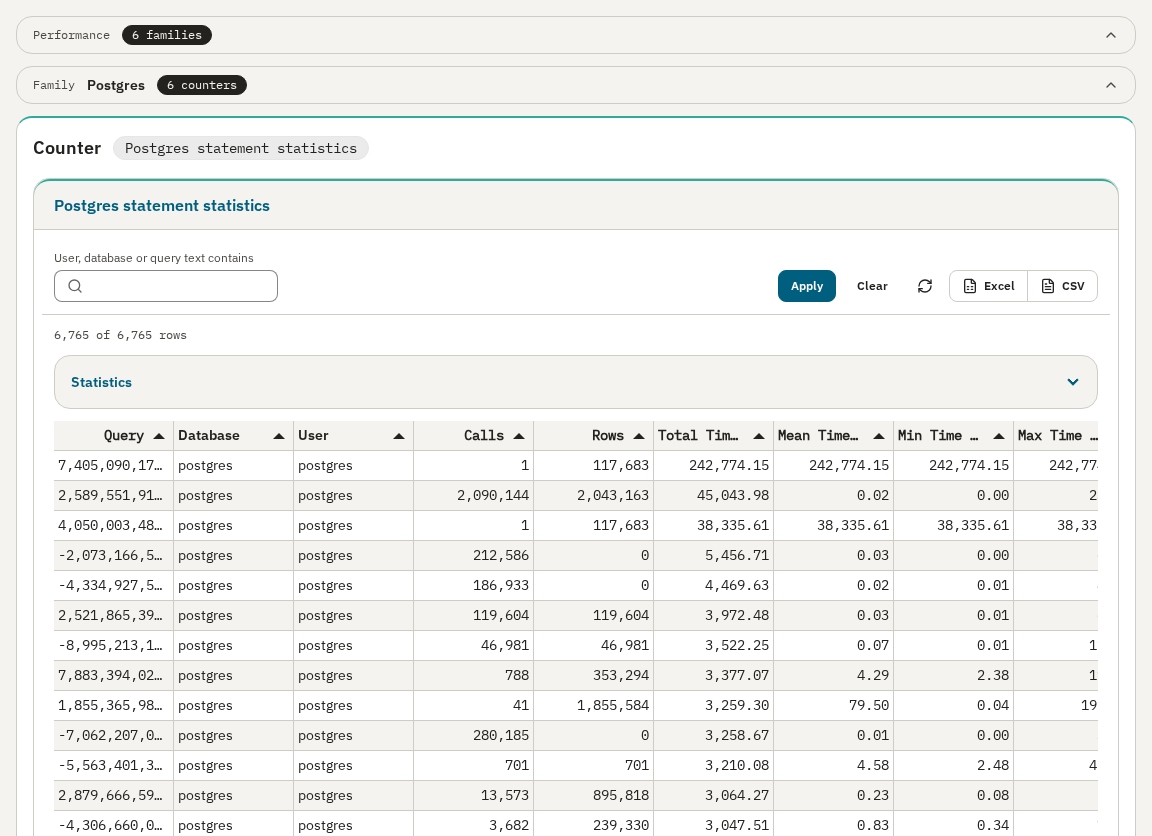 Performance 6 families
Family Postgres 6 counters
Counter Postgres statement statistics
Postgres statement statistics
User, database or query text contains
Apply Clear Excel CSV
6,765 of 6,765 rows
Statistics
Query Database User Calls Rows Total Tim… Mean Time… Min Time … Max Time …
7,405,090,17… postgres postgres 1 117,683 242,774.15 242,774.15 242,774.15 242,77
2,589,551,91… postgres postgres 2,090,144 2,043,163 45,043.98 0.02 0.00 2
4,050,003,48… postgres postgres 1 117,683 38,335.61 38,335.61 38,335.61 38,33
-2,073,166,5… postgres postgres 212,586 0 5,456.71 0.03 0.00
-4,334,927,5… postgres postgres 186,933 0 4,469.63 0.02 0.01
2,521,865,39… postgres postgres 119,604 119,604 3,972.48 0.03 0.01
-8,995,213,1… postgres postgres 46,981 46,981 3,522.25 0.07 0.01 1
7,883,394,02… postgres postgres 788 353,294 3,377.07 4.29 2.38 1
1,855,365,98… postgres postgres 41 1,855,584 3,259.30 79.50 0.04 19
-7,062,207,0… postgres postgres 280,185 0 3,258.67 0.01 0.00
-5,563,401,3… postgres postgres 701 701 3,210.08 4.58 2.48 4
2,879,666,59… postgres postgres 13,573 895,818 3,064.27 0.23 0.08
-4,306,660,0… postgres postgres 3,682 239,330 3,047.51 0.83 0.34